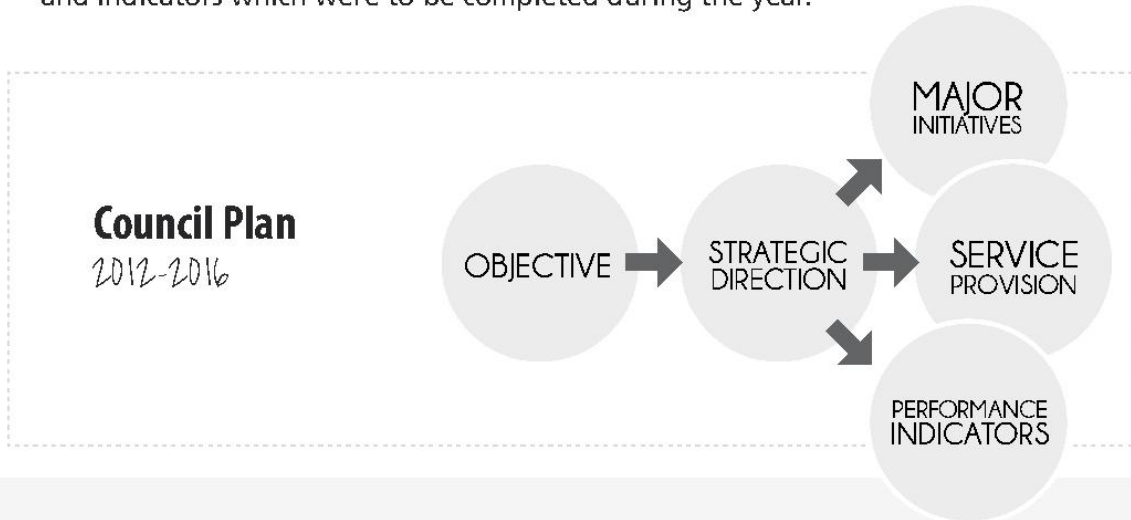 and indicators which were to be completed during the year.
Council Plan
2012-2016
OBJECTIVE
STRATEGIC
DIRECTION
MAJOR
INITIATIVES
SERVICE
PROVISION
PERFORMANCE
INDICATORS